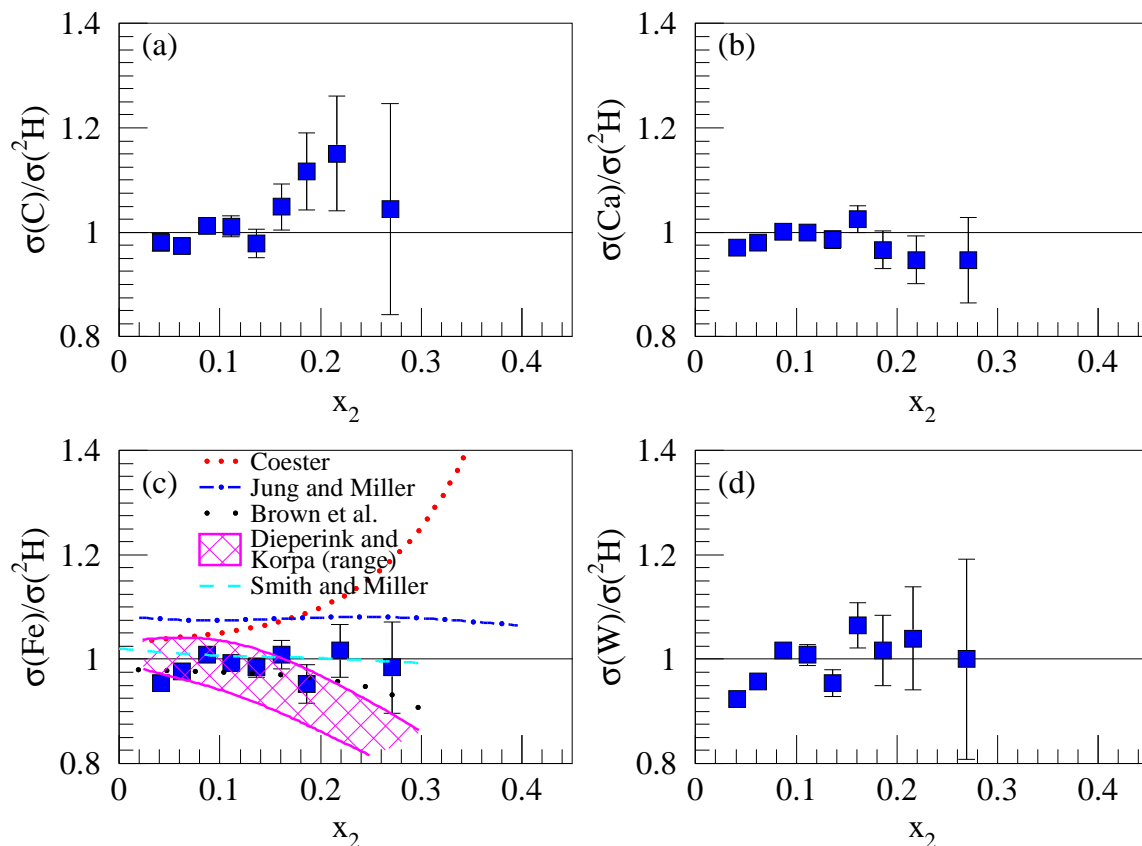 (a)
σ(C)/σ(²H)
1.4
1.2
1
0.8
0
0.1
0.2
0.3
0.4
x₂
(b)
σ(Ca)/σ(²H)
1.4
1.2
1
0.8
0
0.1
0.2
0.3
0.4
x₂
(c)
Coester
Jung and Miller
Brown et al.
Dieperink and
Korpa (range)
Smith and Miller
σ(Fe)/σ(²H)
1.4
1.2
1
0.8
0
0.1
0.2
0.3
0.4
x₂
(d)
σ(W)/σ(²H)
1.4
1.2
1
0.8
0
0.1
0.2
0.3
0.4
x₂